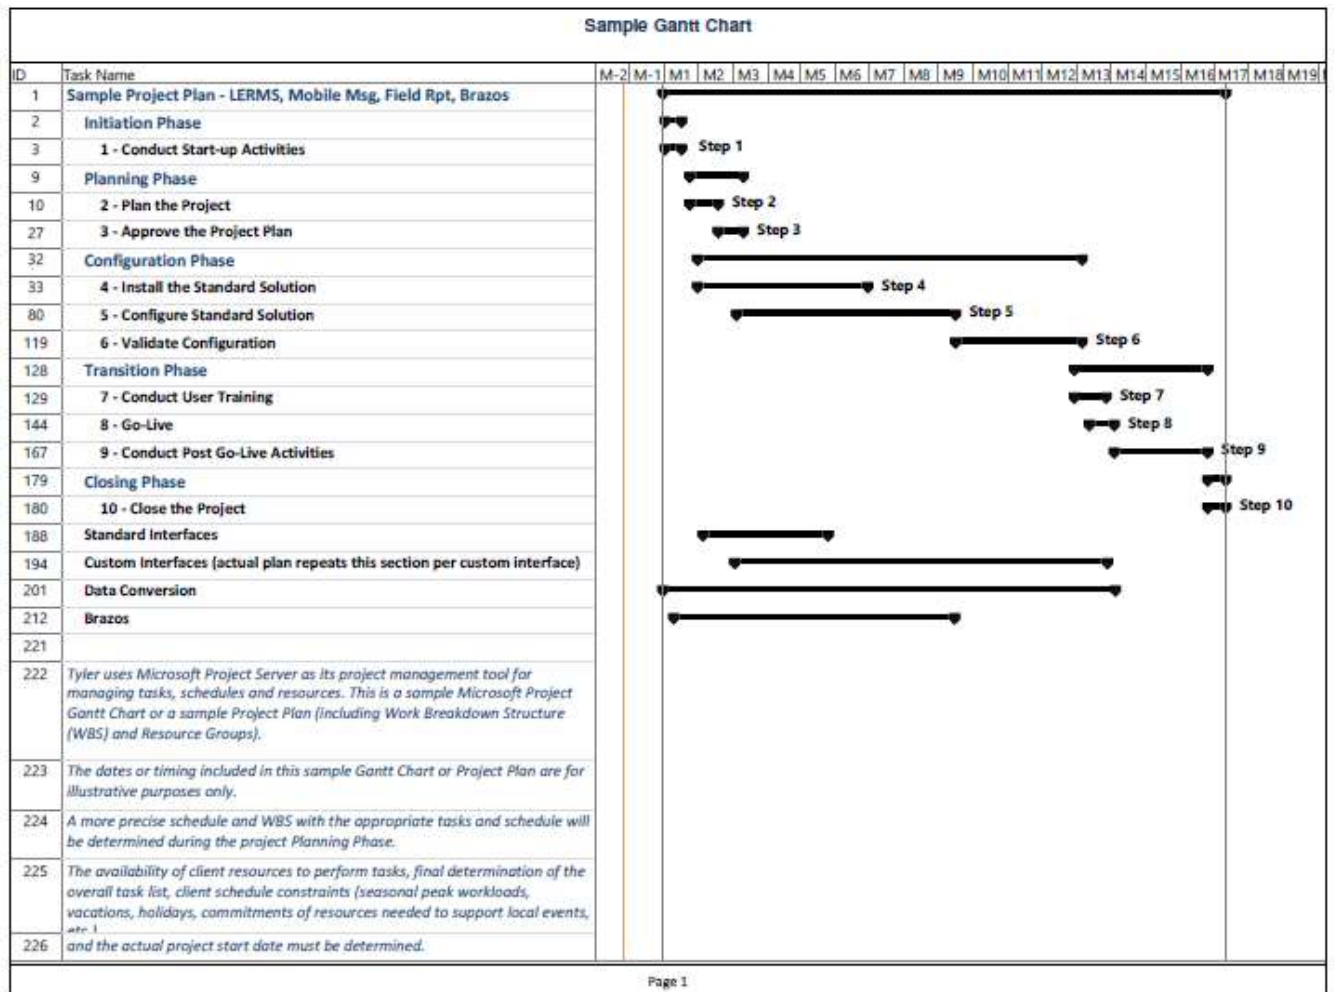 Sample Gantt Chart
ID Task Name M-2 M-1 M1 M2 M3 M4 M5 M6 M7 M8 M9 M10 M11 M12 M13 M14 M15 M16 M17 M18 M19
1 Sample Project Plan - LERMS, Mobile Msg, Field Rpt, Brazos
2 Initiation Phase
3 1 - Conduct Start-up Activities Step 1
9 Planning Phase
10 2 - Plan the Project Step 2
27 3 - Approve the Project Plan Step 3
32 Configuration Phase
33 4 - Install the Standard Solution Step 4
80 5 - Configure Standard Solution Step 5
119 6 - Validate Configuration Step 6
128 Transition Phase
129 7 - Conduct User Training Step 7
144 8 - Go-Live Step 8
167 9 - Conduct Post Go-Live Activities Step 9
179 Closing Phase
180 10 - Close the Project Step 10
188 Standard Interfaces
194 Custom Interfaces (actual plan repeats this section per custom interface)
201 Data Conversion
212 Brazos
221
222 Tyler uses Microsoft Project Server as its project management tool for
managing tasks, schedules and resources. This is a sample Microsoft Project
Gantt Chart or a sample Project Plan (including Work Breakdown Structure
(WBS) and Resource Groups).
223 The dates or timing included in this sample Gantt Chart or Project Plan are for
illustrative purposes only.
224 A more precise schedule and WBS with the appropriate tasks and schedule will
be determined during the project Planning Phase.
225 The availability of client resources to perform tasks, final determination of the
overall task list, client schedule constraints (seasonal peak workloads,
vacations, holidays, commitments of resources needed to support local events,
etc.)
226 and the actual project start date must be determined.
Page 1